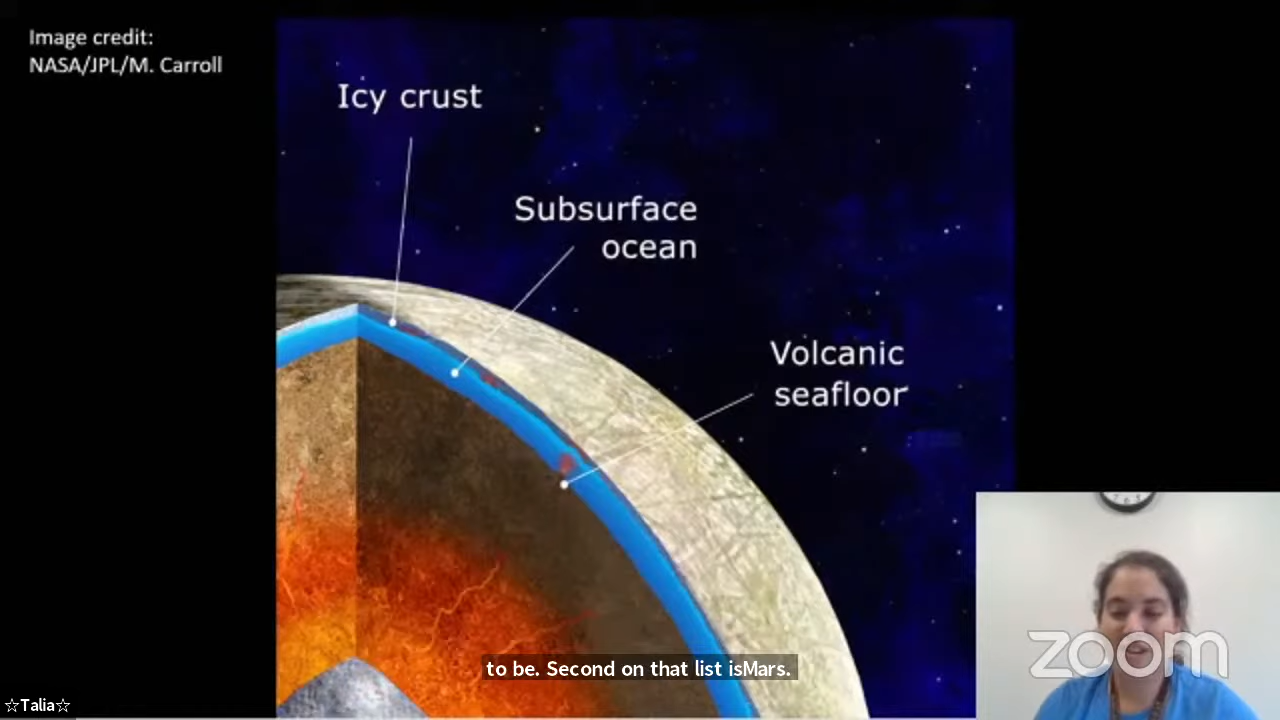 Image credit:
NASA/JPL/M. Carroll
Icy crust
Subsurface
ocean
Volcanic
seafloor
to be. Second on that list isMars.
zoom
☆Talia☆